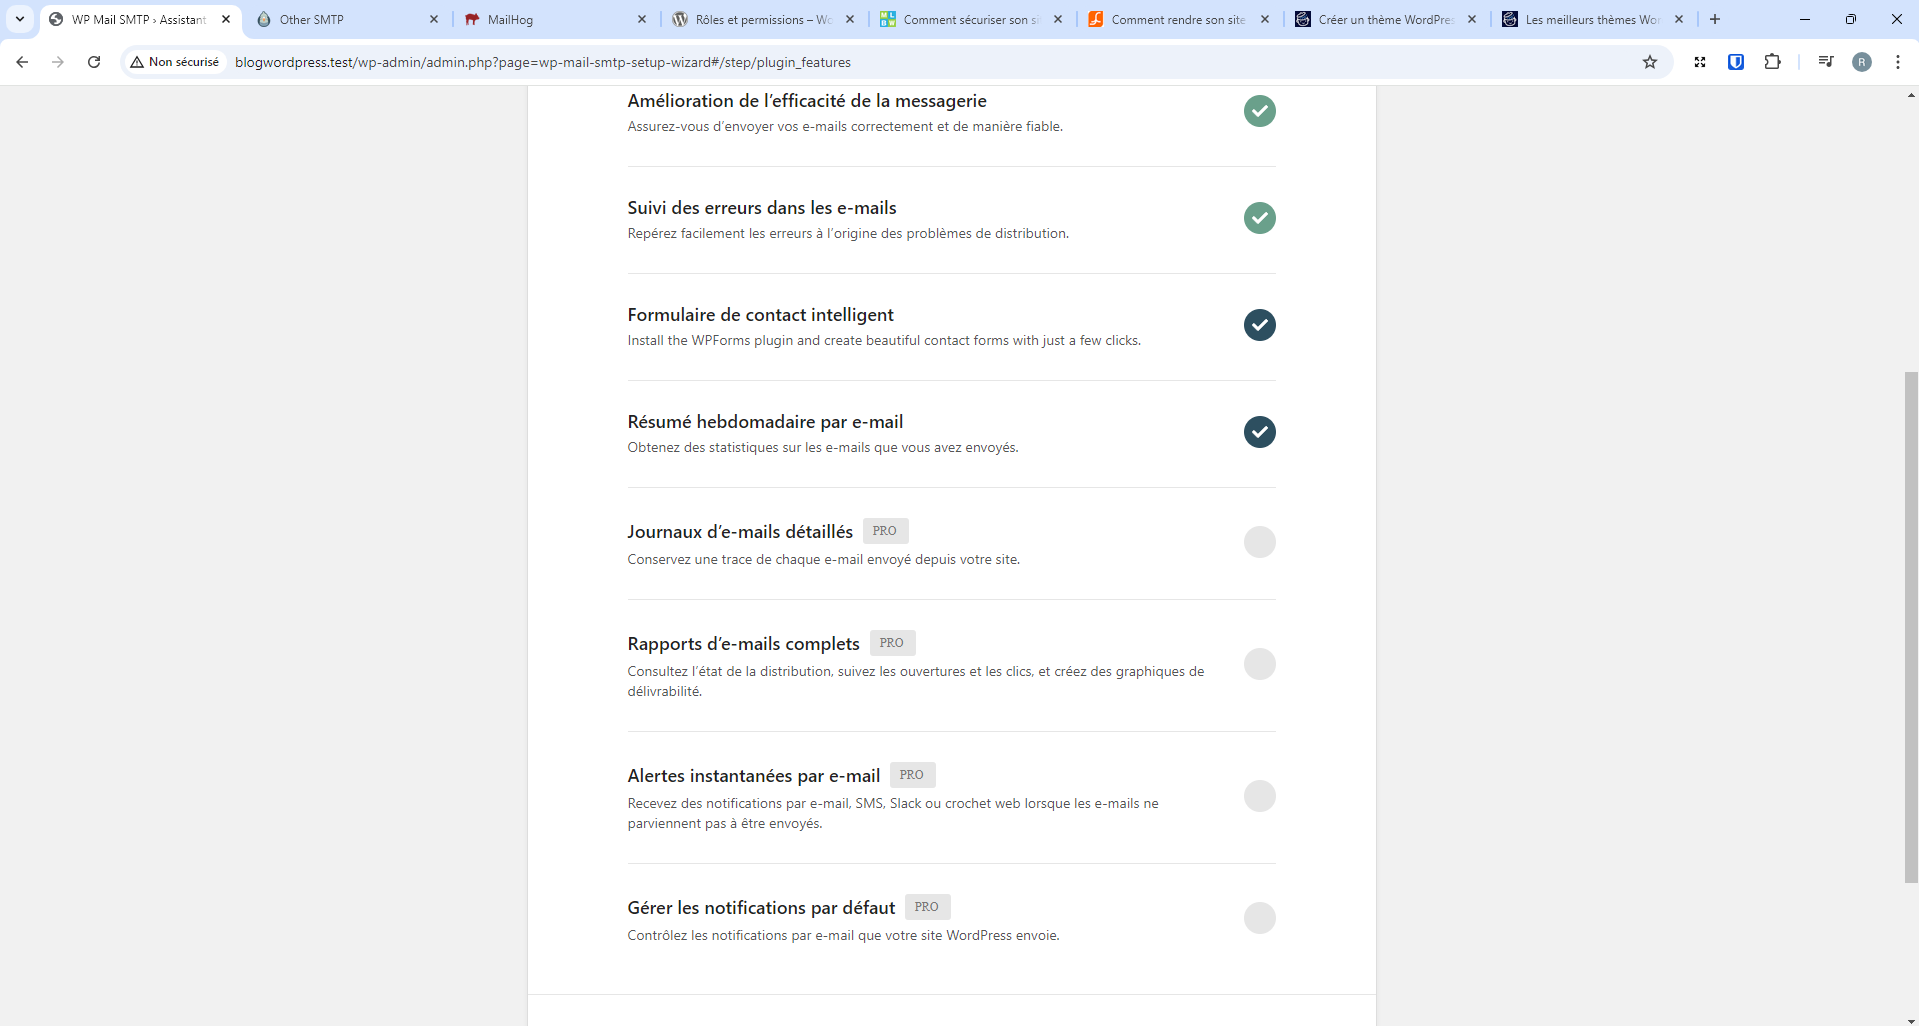 WP Mail SMTP › Assistant
Other SMTP
MailHog
Rôles et permissions – Wo
Comment sécuriser son si
Comment rendre son site
Créer un thème WordPres
Les meilleurs thèmes Wor
Non sécurisé
blogwordpress.test/wp-admin/admin.php?page=wp-mail-smtp-setup-wizard#/step/plugin_features
R
Amélioration de l’efficacité de la messagerie
Assurez-vous d’envoyer vos e-mails correctement et de manière fiable.
Suivi des erreurs dans les e-mails
Repérez facilement les erreurs à l’origine des problèmes de distribution.
Formulaire de contact intelligent
Install the WPForms plugin and create beautiful contact forms with just a few clicks.
Résumé hebdomadaire par e-mail
Obtenez des statistiques sur les e-mails que vous avez envoyés.
Journaux d’e-mails détaillés PRO
Conservez une trace de chaque e-mail envoyé depuis votre site.
Rapports d’e-mails complets PRO
Consultez l’état de la distribution, suivez les ouvertures et les clics, et créez des graphiques de
délivrabilité.
Alertes instantanées par e-mail PRO
Recevez des notifications par e-mail, SMS, Slack ou crochet web lorsque les e-mails ne
parviennent pas à être envoyés.
Gérer les notifications par défaut PRO
Contrôlez les notifications par e-mail que votre site WordPress envoie.